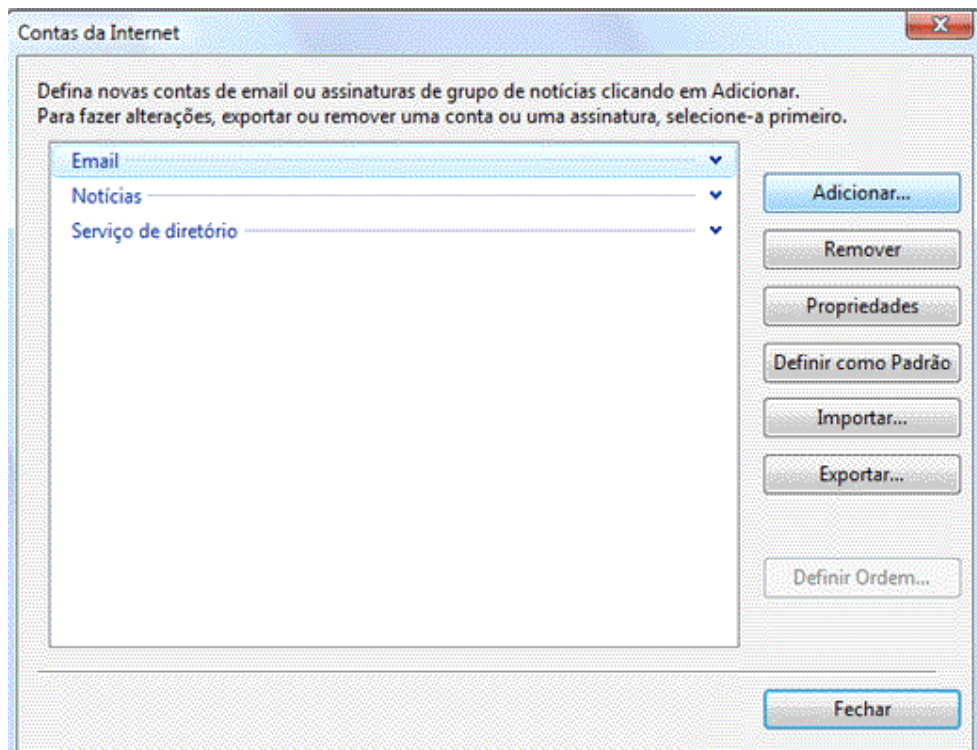 Contas da Internet
Defina novas contas de email ou assinaturas de grupo de notícias clicando em Adicionar.
Para fazer alterações, exportar ou remover uma conta ou uma assinatura, selecione-a primeiro.
Email
Notícias
Serviço de diretório
Adicionar...
Remover
Propriedades
Definir como Padrão
Importar...
Exportar...
Definir Ordem...
Fechar